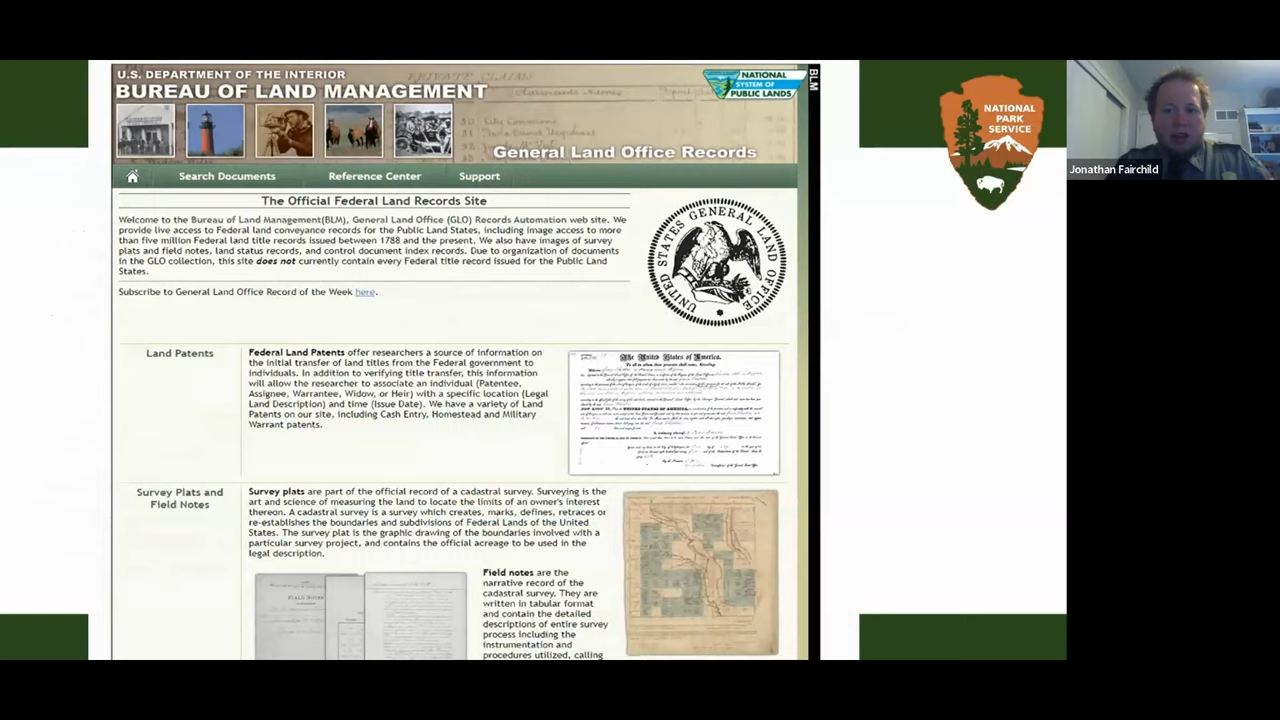 U.S. DEPARTMENT OF THE INTERIOR
BUREAU OF LAND MANAGEMENT
NATIONAL
SYSTEM OF
PUBLIC LANDS
BLM
General Land Office Records
Search Documents Reference Center Support
The Official Federal Land Records Site
Welcome to the Bureau of Land Management(BLM), General Land Office (GLO) Records Automation web site. We
provide live access to Federal land conveyance records for the Public Land States, including image access to more
than five million Federal land title records issued between 1788 and the present. We also have images of survey
plats and field notes, land status records, and control document index records. Due to organization of documents
in the GLO collection, this site does not currently contain every Federal title record issued for the Public Land
States.
Subscribe to General Land Office Record of the Week here.
UNITED STATES GENERAL LAND OFFICE
Land Patents
Federal Land Patents offer researchers a source of information on
the initial transfer of land titles from the Federal government to
individuals. In addition to verifying title transfer, this information
will allow the researcher to associate an individual (Patentee,
Assignee, Warrantee, Widow, or Heir) with a specific location (Legal
Land Description) and time (Issue Date). We have a variety of Land
Patents on our site, including Cash Entry, Homestead and Military
Warrant patents.
The United States of America,
Survey Plats and
Field Notes
Survey plats are part of the official record of a cadastral survey. Surveying is the
art and science of measuring the land to locate the limits of an owner's interest
thereon. A cadastral survey is a survey which creates, marks, defines, retraces or
re-establishes the boundaries and subdivisions of Federal Lands of the United
States. The survey plat is the graphic drawing of the boundaries involved with a
particular survey project, and contains the official acreage to be used in the
legal description.
Field notes are the
narrative record of the
cadastral survey. They are
written in tabular format
and contain the detailed
descriptions of entire survey
process including the
instrumentation and
procedures utilized, calling
NATIONAL
PARK
SERVICE
Jonathan Fairchild